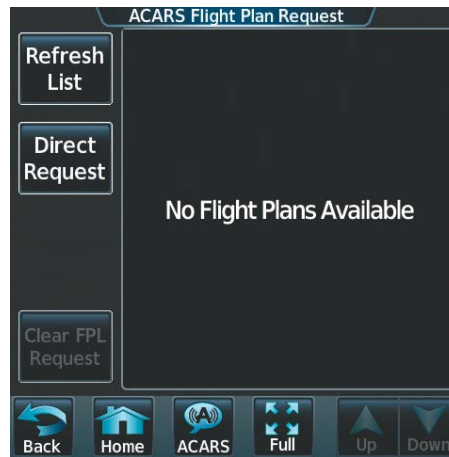 ACARS Flight Plan Request
Refresh
List
Direct
Request
No Flight Plans Available
Clear FPL
Request
Back
Home
ACARS
Full
Up
Down